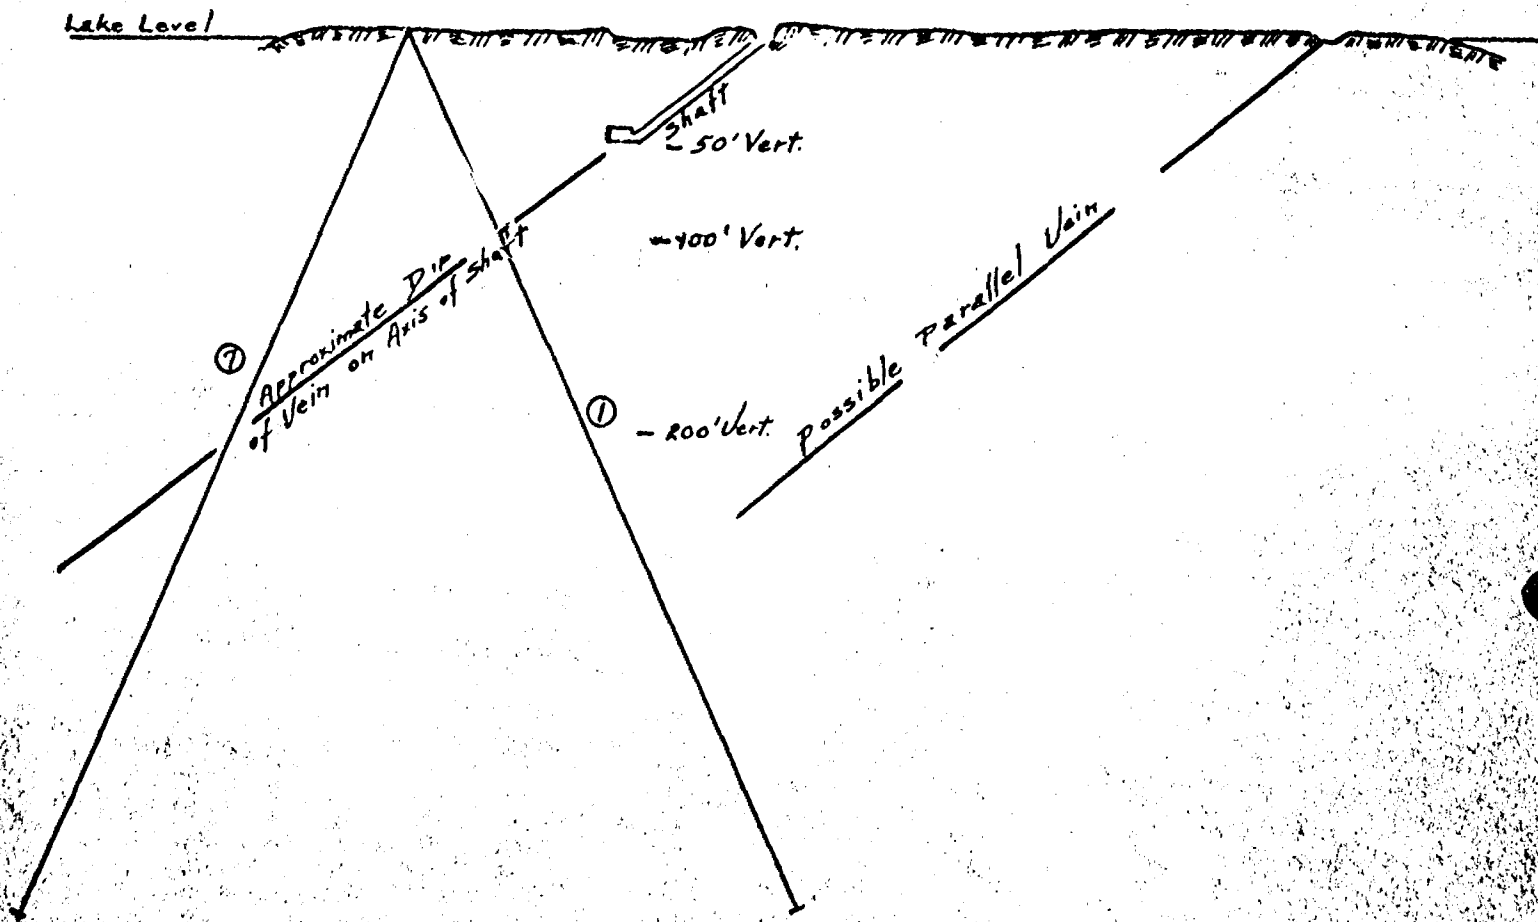 Lake Level
shaft
- 50' Vert.
-100' Vert.
Approximate Dip
of Vein on Axis of shaft
Possible Parallel Vein
②
①
- 200' Vert.